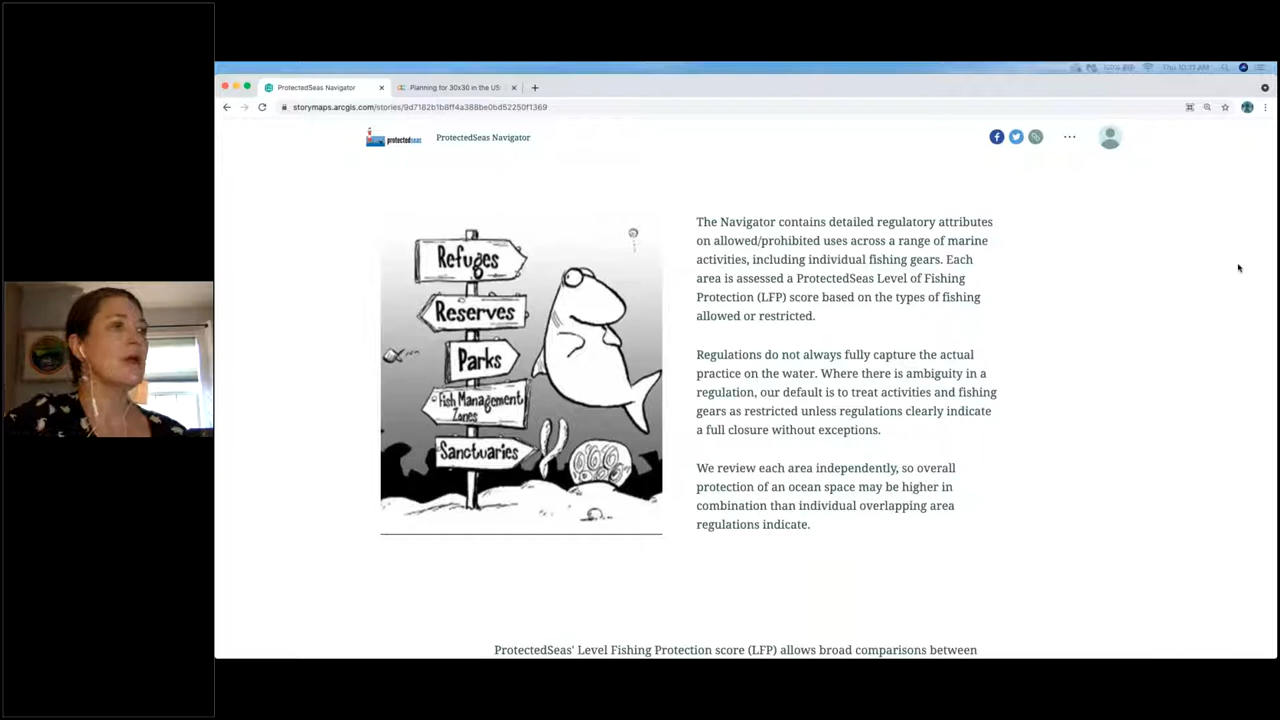 Thu 10:11 AM
ProtectedSeas Navigator
Planning for 30x30 in the US:
storymaps.arcgis.com/stories/9d7182b1b8ff4a388be0bd52250f1369
protectedseas
ProtectedSeas Navigator
Refuges
Reserves
Parks
Fish Management
Zones
Sanctuaries
The Navigator contains detailed regulatory attributes
on allowed/prohibited uses across a range of marine
activities, including individual fishing gears. Each
area is assessed a ProtectedSeas Level of Fishing
Protection (LFP) score based on the types of fishing
allowed or restricted.
Regulations do not always fully capture the actual
practice on the water. Where there is ambiguity in a
regulation, our default is to treat activities and fishing
gears as restricted unless regulations clearly indicate
a full closure without exceptions.
We review each area independently, so overall
protection of an ocean space may be higher in
combination than individual overlapping area
regulations indicate.
ProtectedSeas' Level Fishing Protection score (LFP) allows broad comparisons between